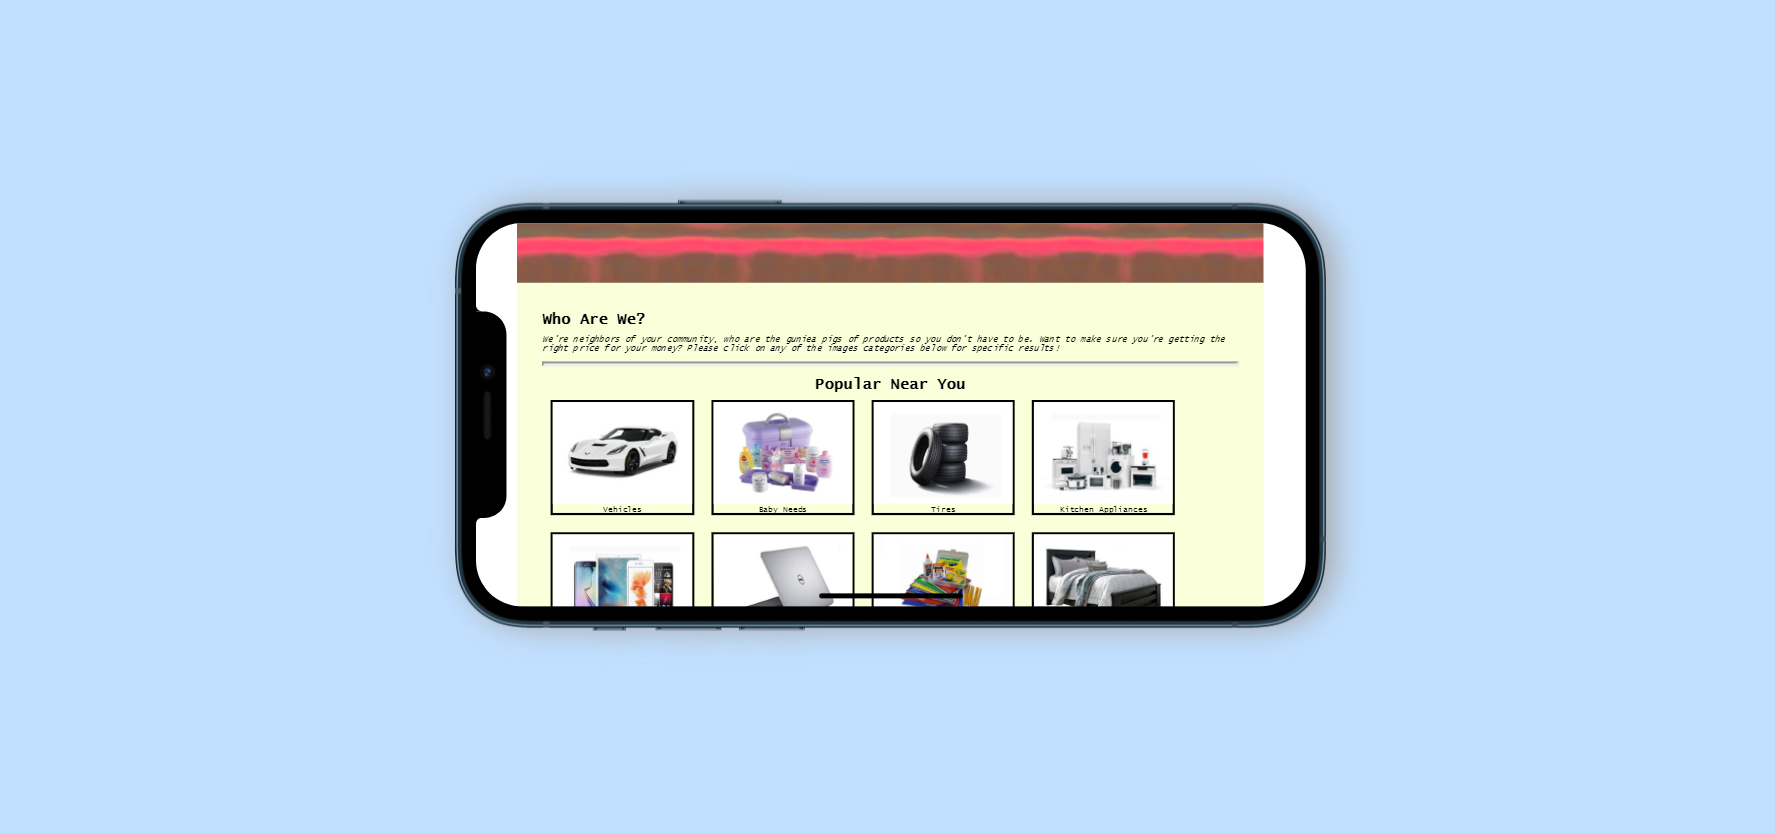 Who Are We?
We're neighbors of your community, who are the guniea pigs of products so you don't have to be. Want to make sure you're getting the
right price for your money? Please click on any of the images categories below for specific results!
Popular Near You
Vehicles
Baby Needs
Tires
Kitchen Appliances